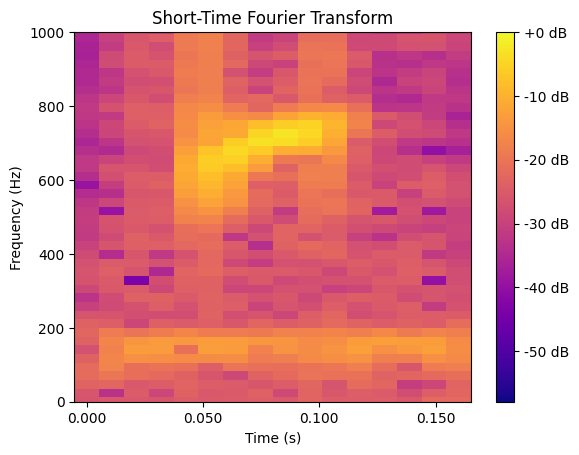 Short-Time Fourier Transform
1000
800
600
400
200
0
Frequency (Hz)
0.000
0.050
0.100
0.150
Time (s)
+0 dB
-10 dB
-20 dB
-30 dB
-40 dB
-50 dB